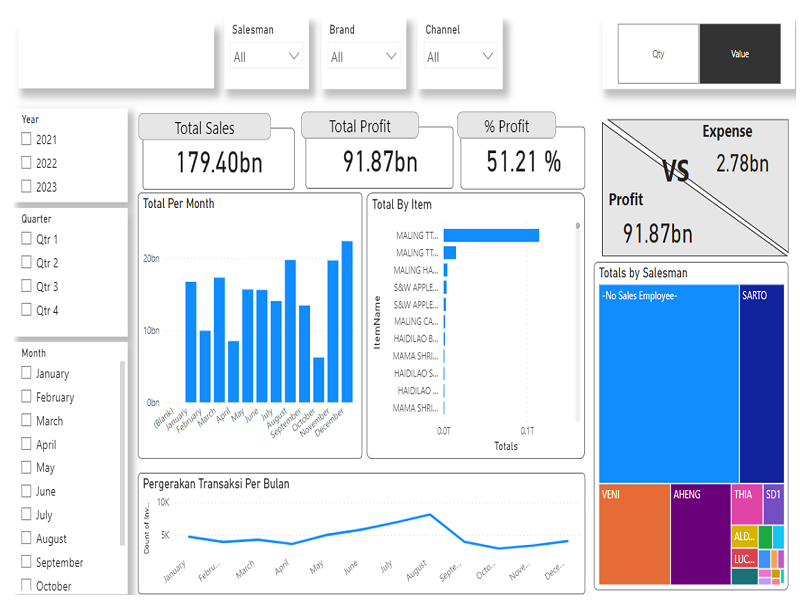 Salesman
Brand
Channel
All
All
All
Qty
Value
Year
2021
2022
2023
Quarter
Qtr 1
Qtr 2
Qtr 3
Qtr 4
Month
January
February
March
April
May
June
July
August
September
October
Total Sales
179.40bn
Total Profit
91.87bn
% Profit
51.21 %
Expense
2.78bn
VS
Profit
91.87bn
Total Per Month
20bn
10bn
0bn
(Blank)
January
February
March
April
May
June
July
August
September
October
November
December
Total By Item
ItemName
MALING TT...
MALING TT...
MALING HA...
S&W APPLE...
S&W APPLE...
MALING CA...
HAIDILAO B...
MAMA SHRI...
HAIDILAO S...
HAIDILAO ...
MAMA SHRI...
0.0T
0.1T
Totals
Totals by Salesman
-No Sales Employee-
SARTO
VENI
AHENG
THIA
SD1
ALD...
LUC...
Pergerakan Transaksi Per Bulan
Count of Inv...
10K
5K
January
Febru...
March
April
May
June
July
August
Septe...
Octo...
Nove...
Dece...